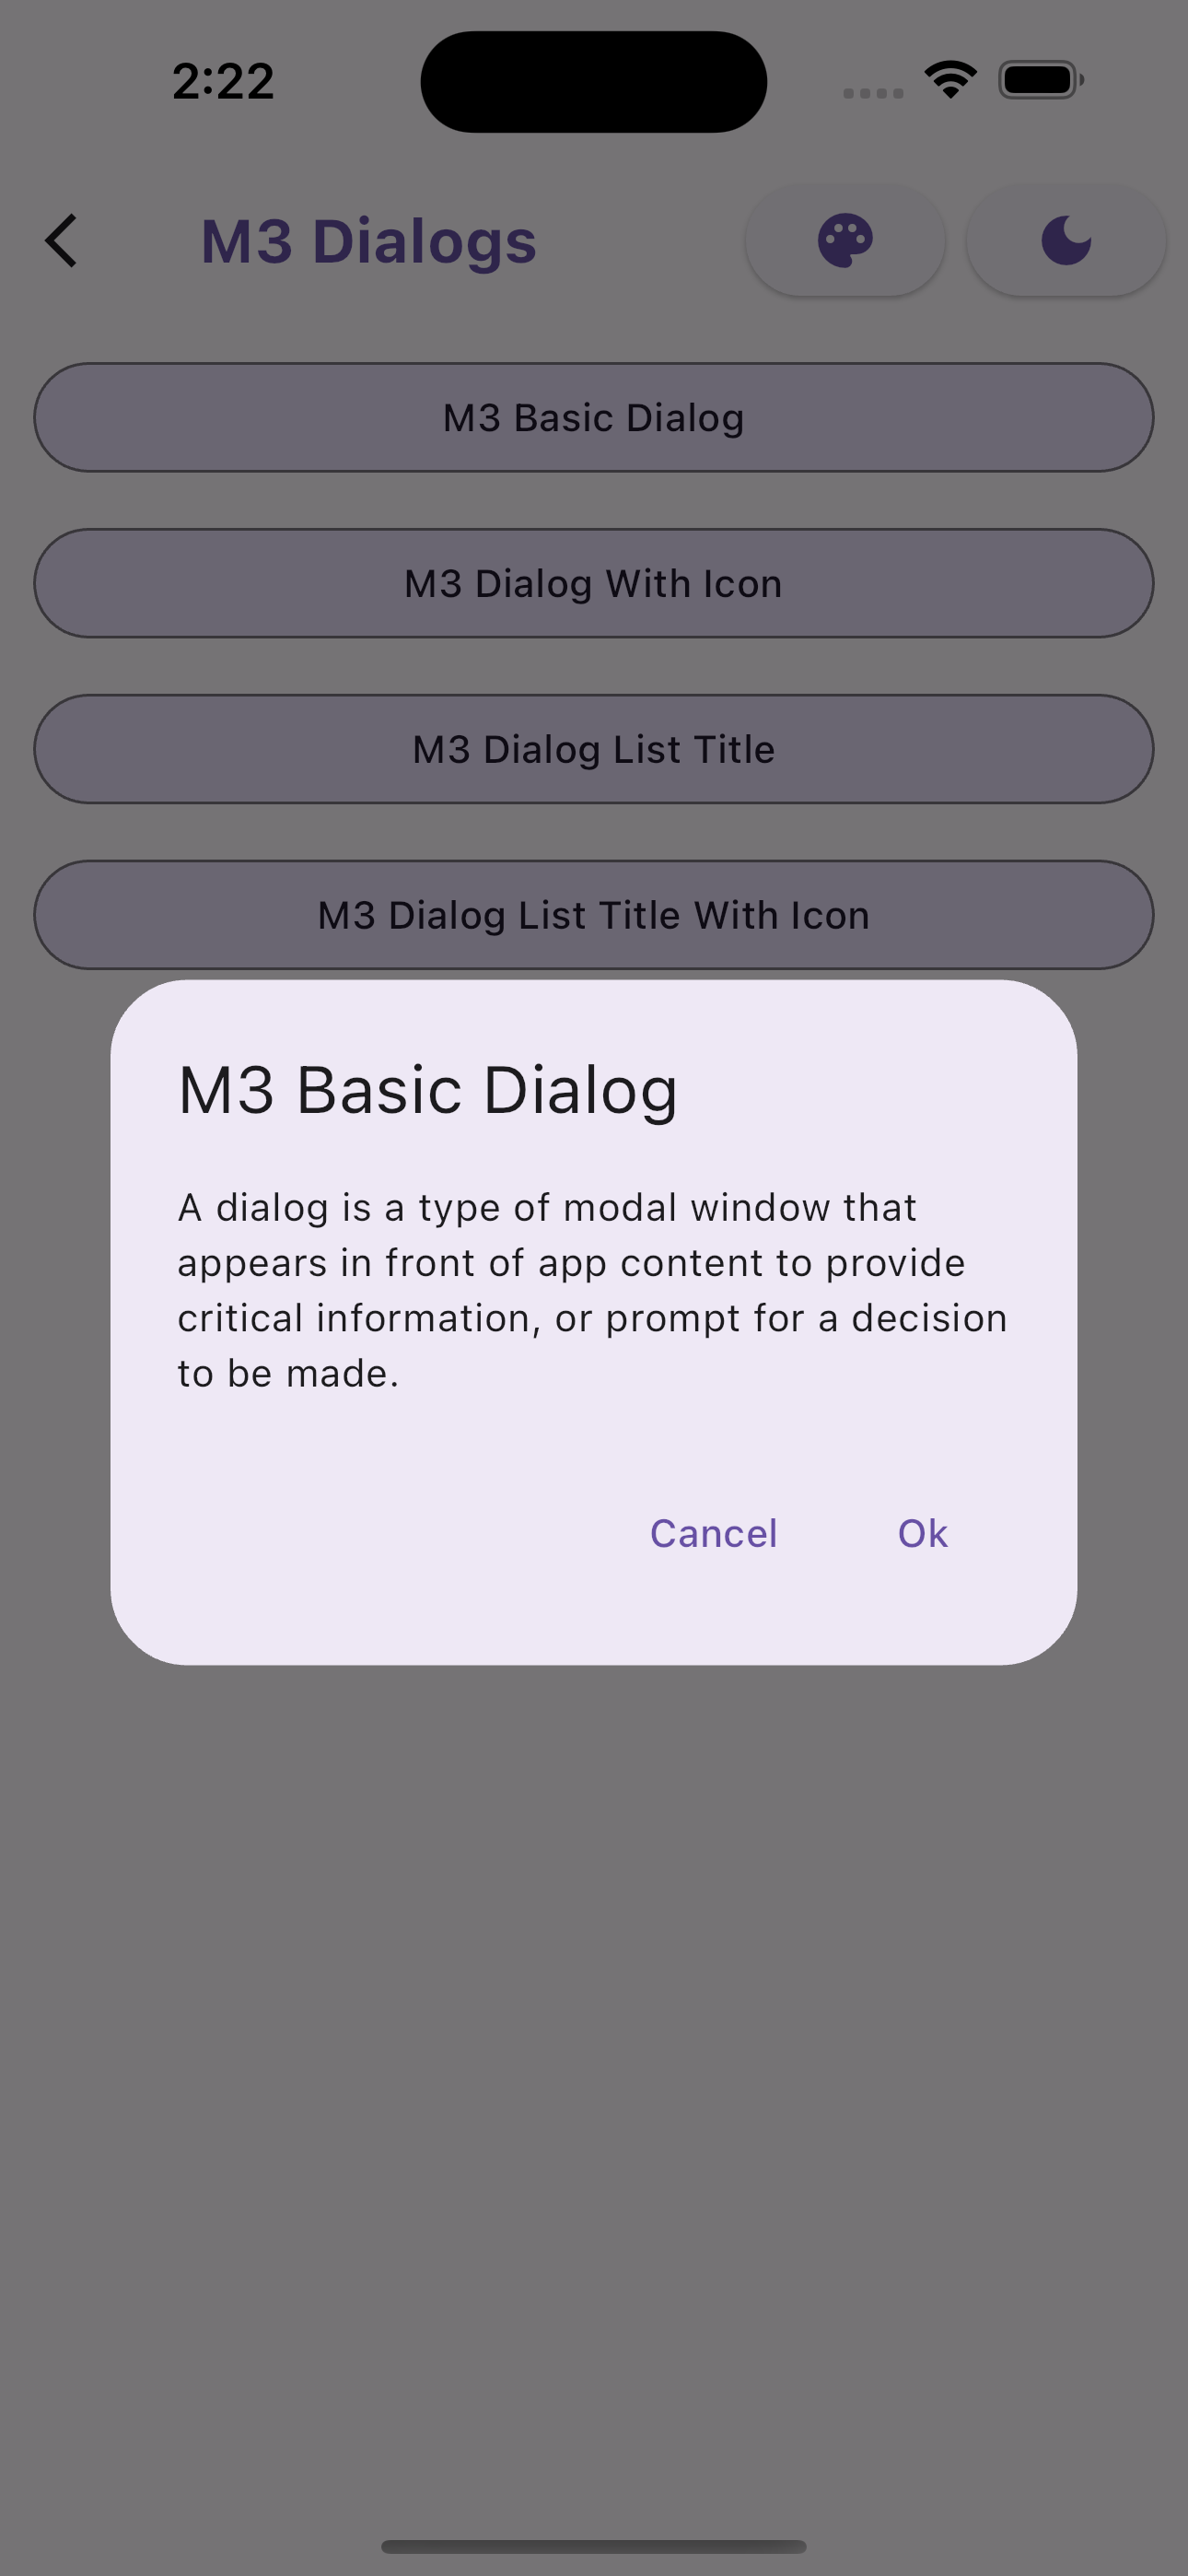 2:22
M3 Dialogs
M3 Basic Dialog
M3 Dialog With Icon
M3 Dialog List Title
M3 Dialog List Title With Icon
M3 Basic Dialog
A dialog is a type of modal window that
appears in front of app content to provide
critical information, or prompt for a decision
to be made.
Cancel Ok